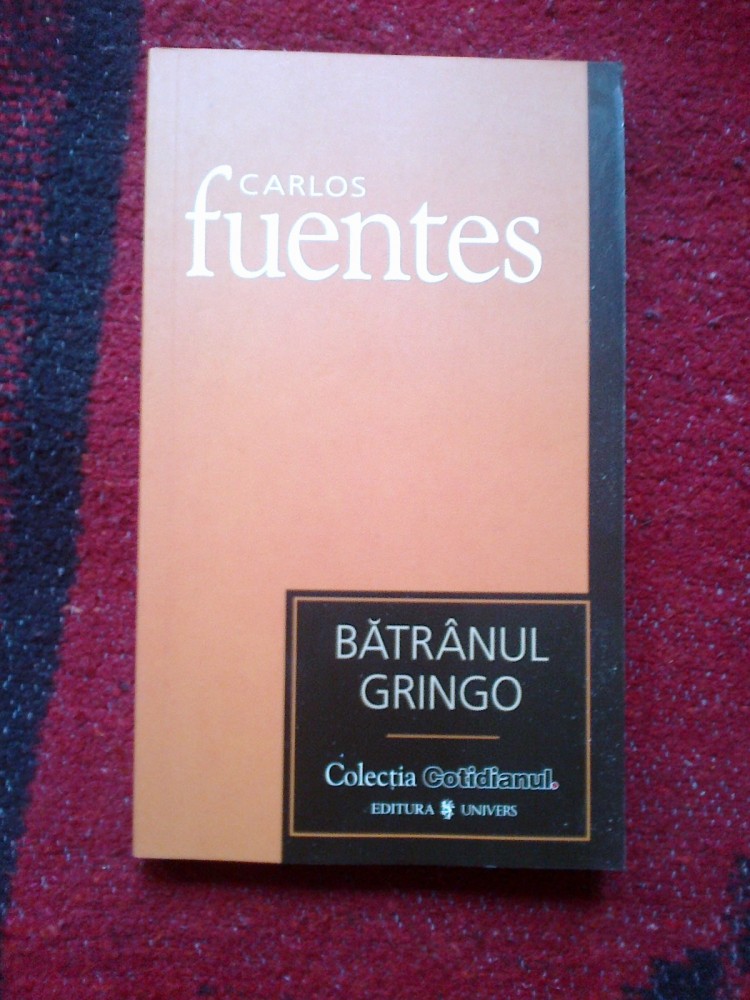 CARLOS
fuentes
BĂTRÂNUL
GRINGO
Colecția Cotidianul.
EDITURA UNIVERS